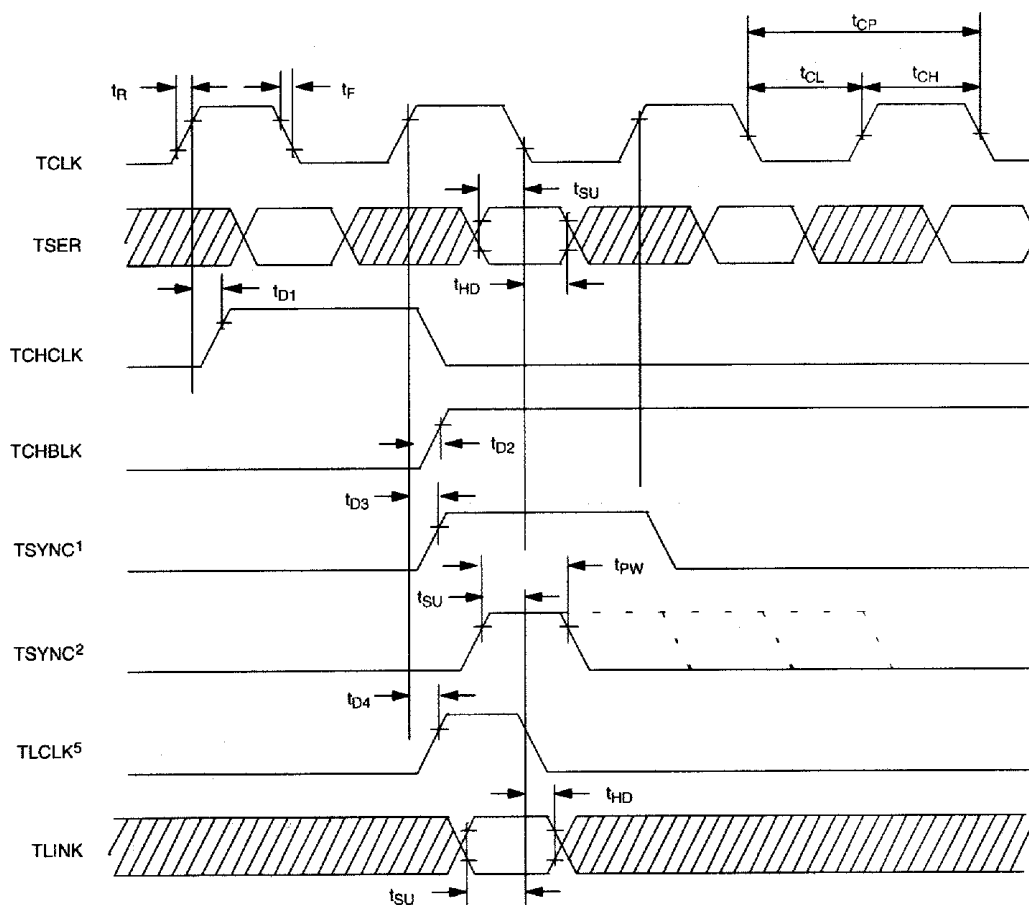 tCP
tR
tF
tCL
tCH
TCLK
tSU
TSER
tHD
tD1
TCHCLK
TCHBLK
tD2
tD3
TSYNC1
tPW
tSU
TSYNC2
tD4
TLCLK5
tHD
TLINK
tSU